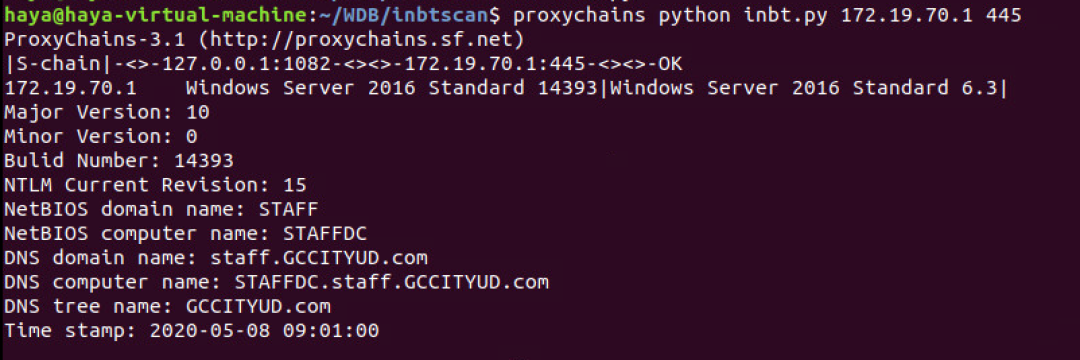 haya@haya-virtual-machine:~/WDB/inbtscan$ proxychains python inbt.py 172.19.70.1 445
ProxyChains-3.1 (http://proxychains.sf.net)
|S-chain|-<>-127.0.0.1:1082-<><>-172.19.70.1:445-<><>-OK
172.19.70.1    Windows Server 2016 Standard 14393|Windows Server 2016 Standard 6.3|
Major Version: 10
Minor Version: 0
Bulid Number: 14393
NTLM Current Revision: 15
NetBIOS domain name: STAFF
NetBIOS computer name: STAFFDC
DNS domain name: staff.GCCITYUD.com
DNS computer name: STAFFDC.staff.GCCITYUD.com
DNS tree name: GCCITYUD.com
Time stamp: 2020-05-08 09:01:00